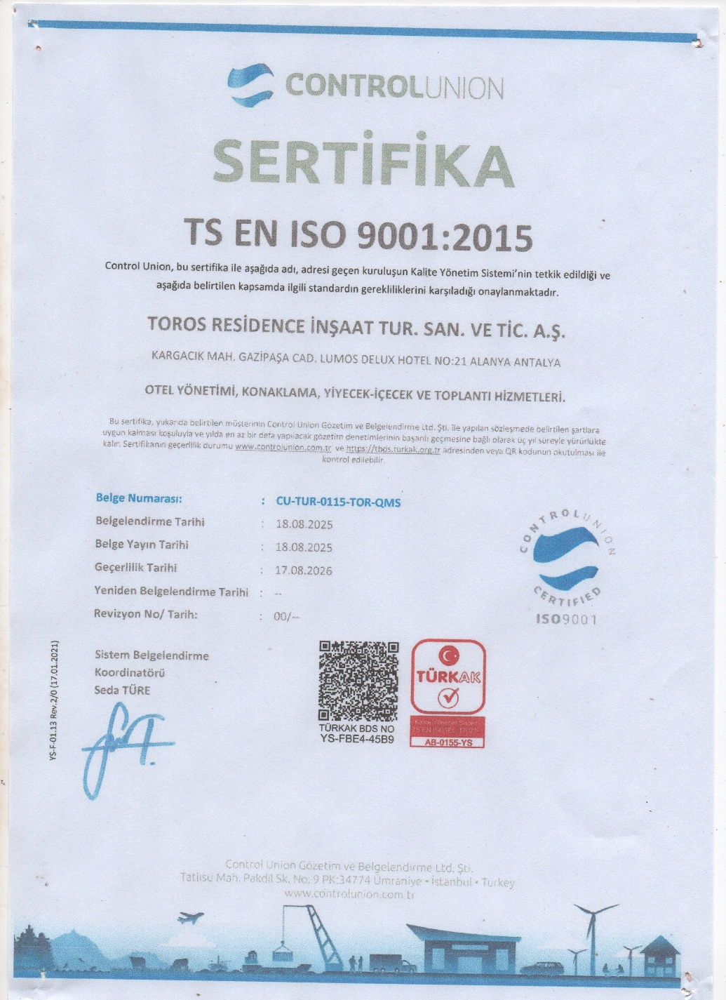 CONTROLUNION
SERTİFİKA
TS EN ISO 9001:2015
Control Union, bu sertifika ile aşağıda adı, adresi geçen kuruluşun Kalite Yönetim Sistemi'nin tetkik edildiği ve
aşağıda belirtilen kapsamda ilgili standardın gerekliliklerini karşıladığı onaylanmaktadır.
TOROS RESİDENCE İNŞAAT TUR. SAN. VE TİC. A.Ş.
KARGACIK MAH. GAZİPAŞA CAD. LUMOS DELUX HOTEL NO:21 ALANYA ANTALYA
OTEL YÖNETİMİ, KONAKLAMA, YİYECEK-İÇECEK VE TOPLANTI HİZMETLERİ.
Bu sertifika, yukarıda belirtilen müşterinin Control Union Gözetim ve Belgelendirme Ltd. Şti. ile yapılan sözleşmede belirtilen şartlara
uygun kalması koşuluyla ve yılda en az bir defa yapılacak gözetim denetimlerinin başarılı geçmesine bağlı olarak üç yıl süreyle yürürlükte
kalır. Sertifikanın geçerlilik durumu www.controlunion.com.tr ve https://tbds.turkak.org.tr adresinden veya QR kodunun okutulması ile
kontrol edilebilir.
Belge Numarası: : CU-TUR-0115-TOR-QMS
Belgelendirme Tarihi : 18.08.2025
Belge Yayın Tarihi : 18.08.2025
Geçerlilik Tarihi : 17.08.2026
Yeniden Belgelendirme Tarihi : --
Revizyon No/ Tarih: : 00/--
CONTROLUNION
CERTIFIED
ISO9001
Sistem Belgelendirme
Koordinatörü
Seda TÜRE
YS-F-01.13 Rev.2/0 (17.01.2021)
TÜRKAK BDS NO
YS-FBE4-45B9
TÜRKAK
Kalite Yönetim Sistemi
TS EN ISO/IEC 17021-1
AB-0155-YS
Control Union Gözetim ve Belgelendirme Ltd. Şti.
Tatlısu Mah. Pakdil Sk. No: 9 PK:34774 Ümraniye • İstanbul • Turkey
www.controlunion.com.tr